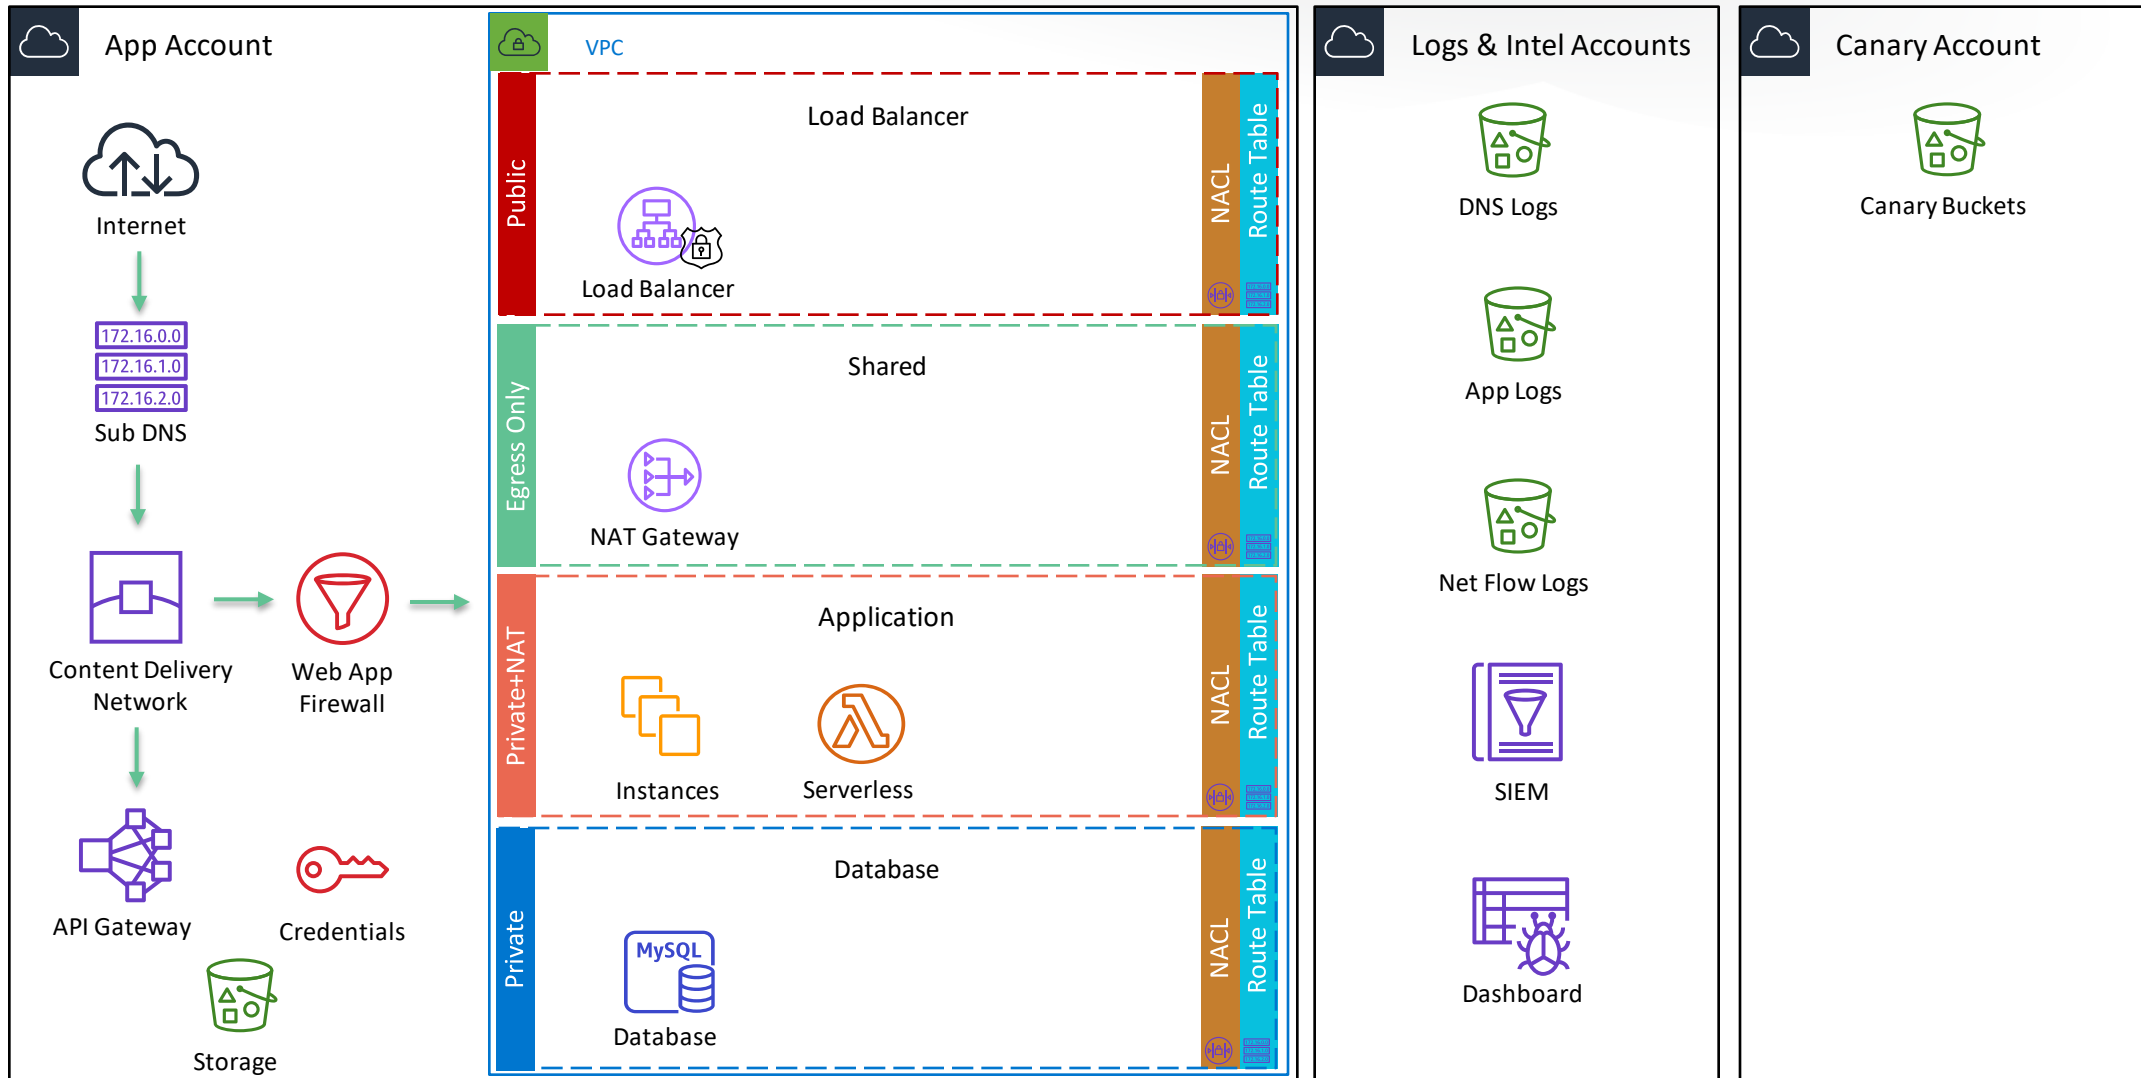 App Account
Internet
172.16.0.0
172.16.1.0
172.16.2.0
Sub DNS
Content Delivery
Network
Web App
Firewall
API Gateway
Credentials
Storage
VPC
Public
Load Balancer
Load Balancer
NACL
Route Table
Egress Only
Shared
NAT Gateway
NACL
Route Table
Private+NAT
Application
Instances
Serverless
NACL
Route Table
Private
Database
MySQL
Database
NACL
Route Table
Logs & Intel Accounts
DNS Logs
App Logs
Net Flow Logs
SIEM
Dashboard
Canary Account
Canary Buckets